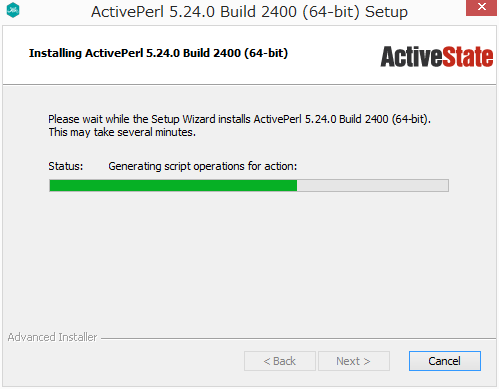 ActivePerl 5.24.0 Build 2400 (64-bit) Setup
Installing ActivePerl 5.24.0 Build 2400 (64-bit)
ActiveState
Please wait while the Setup Wizard installs ActivePerl 5.24.0 Build 2400 (64-bit).
This may take several minutes.
Status: Generating script operations for action:
Advanced Installer
< Back Next > Cancel